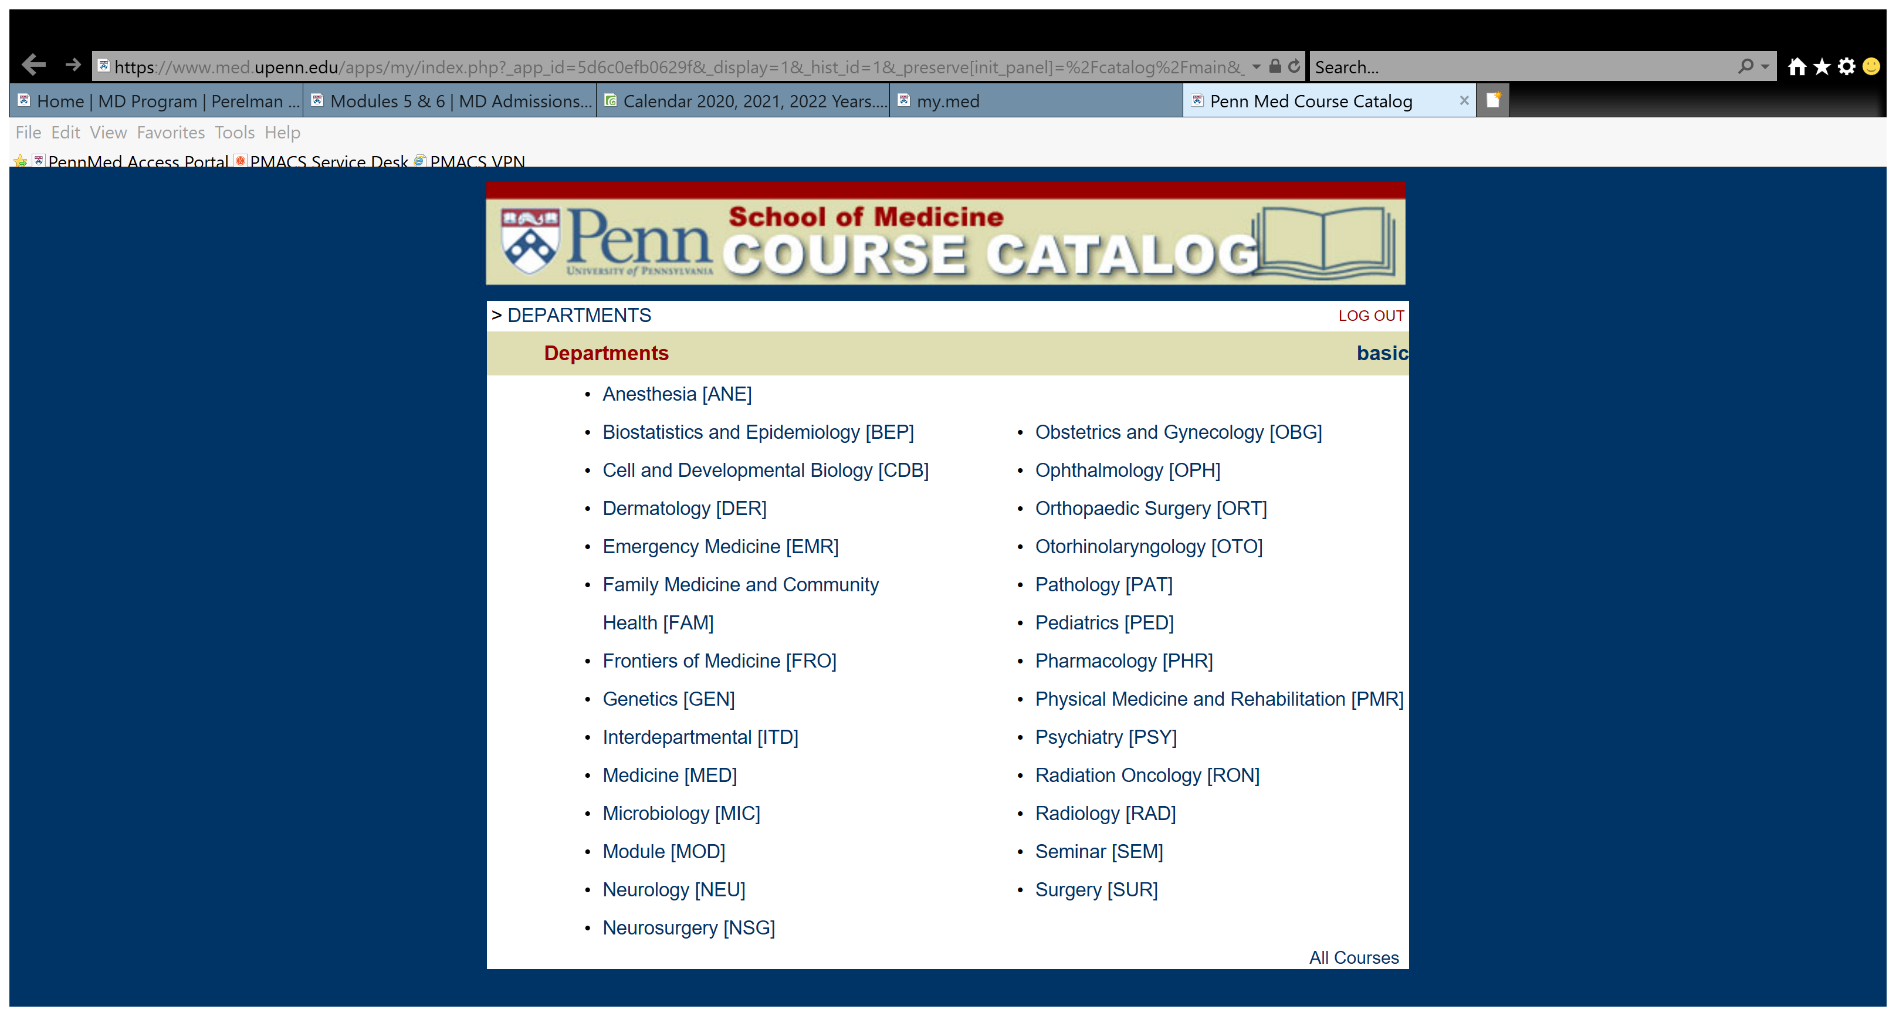 https://www.med.upenn.edu/apps/my/index.php?_app_id=5d6c0efb0629f&_display=1&_hist_id=1&_preserve[init_panel]=%2Fcatalog%2Fmain&_ Search...
Home | MD Program | Perelman ... Modules 5 & 6 | MD Admissions... Calendar 2020, 2021, 2022 Years.... my.med Penn Med Course Catalog
File Edit View Favorites Tools Help
PennMed Access Portal PMACS Service Desk PMACS VPN
Penn
UNIVERSITY of PENNSYLVANIA
School of Medicine
COURSE CATALOG
> DEPARTMENTS LOG OUT
Departments basic
• Anesthesia [ANE]
• Biostatistics and Epidemiology [BEP]
• Cell and Developmental Biology [CDB]
• Dermatology [DER]
• Emergency Medicine [EMR]
• Family Medicine and Community
Health [FAM]
• Frontiers of Medicine [FRO]
• Genetics [GEN]
• Interdepartmental [ITD]
• Medicine [MED]
• Microbiology [MIC]
• Module [MOD]
• Neurology [NEU]
• Neurosurgery [NSG]
• Obstetrics and Gynecology [OBG]
• Ophthalmology [OPH]
• Orthopaedic Surgery [ORT]
• Otorhinolaryngology [OTO]
• Pathology [PAT]
• Pediatrics [PED]
• Pharmacology [PHR]
• Physical Medicine and Rehabilitation [PMR]
• Psychiatry [PSY]
• Radiation Oncology [RON]
• Radiology [RAD]
• Seminar [SEM]
• Surgery [SUR]
All Courses